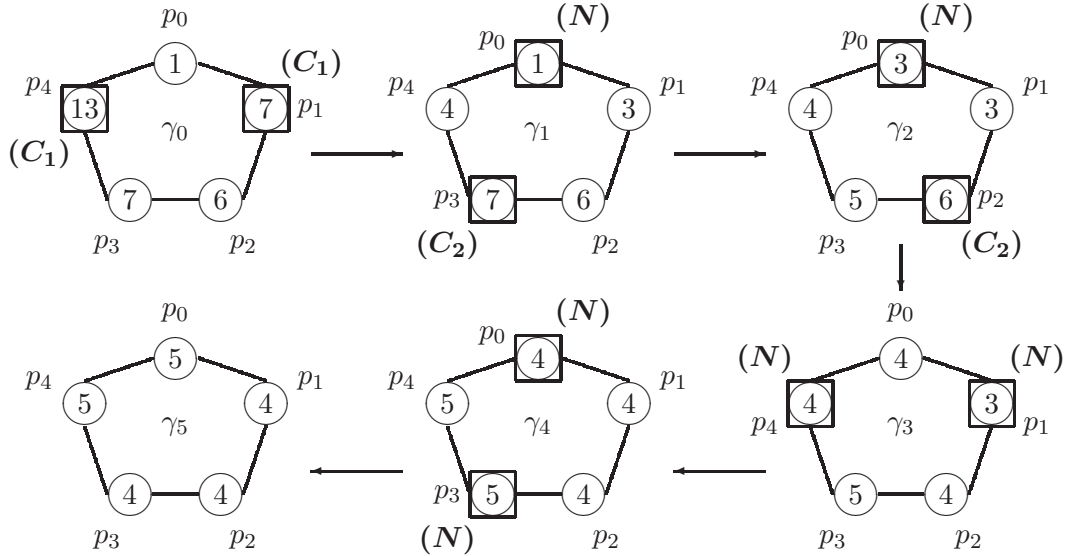 p0 (N) (N)
1 (C1) p0 1 p0 3
p4 13 7 p1 p4 4 3 p1 p4 4 3 p1
(C1) γ0 γ1 γ2
7 6 p3 7 6 5 6 p2
p3 p2 (C2) p2 p3 (C2)
p0 (N) p0
5 p0 4 (N) 4 (N)
p4 5 4 p1 p4 5 4 p1 4 3
γ5 γ4 p4 γ3 p1
4 4 p3 5 4 5 4
p3 p2 (N) p2 p3 p2